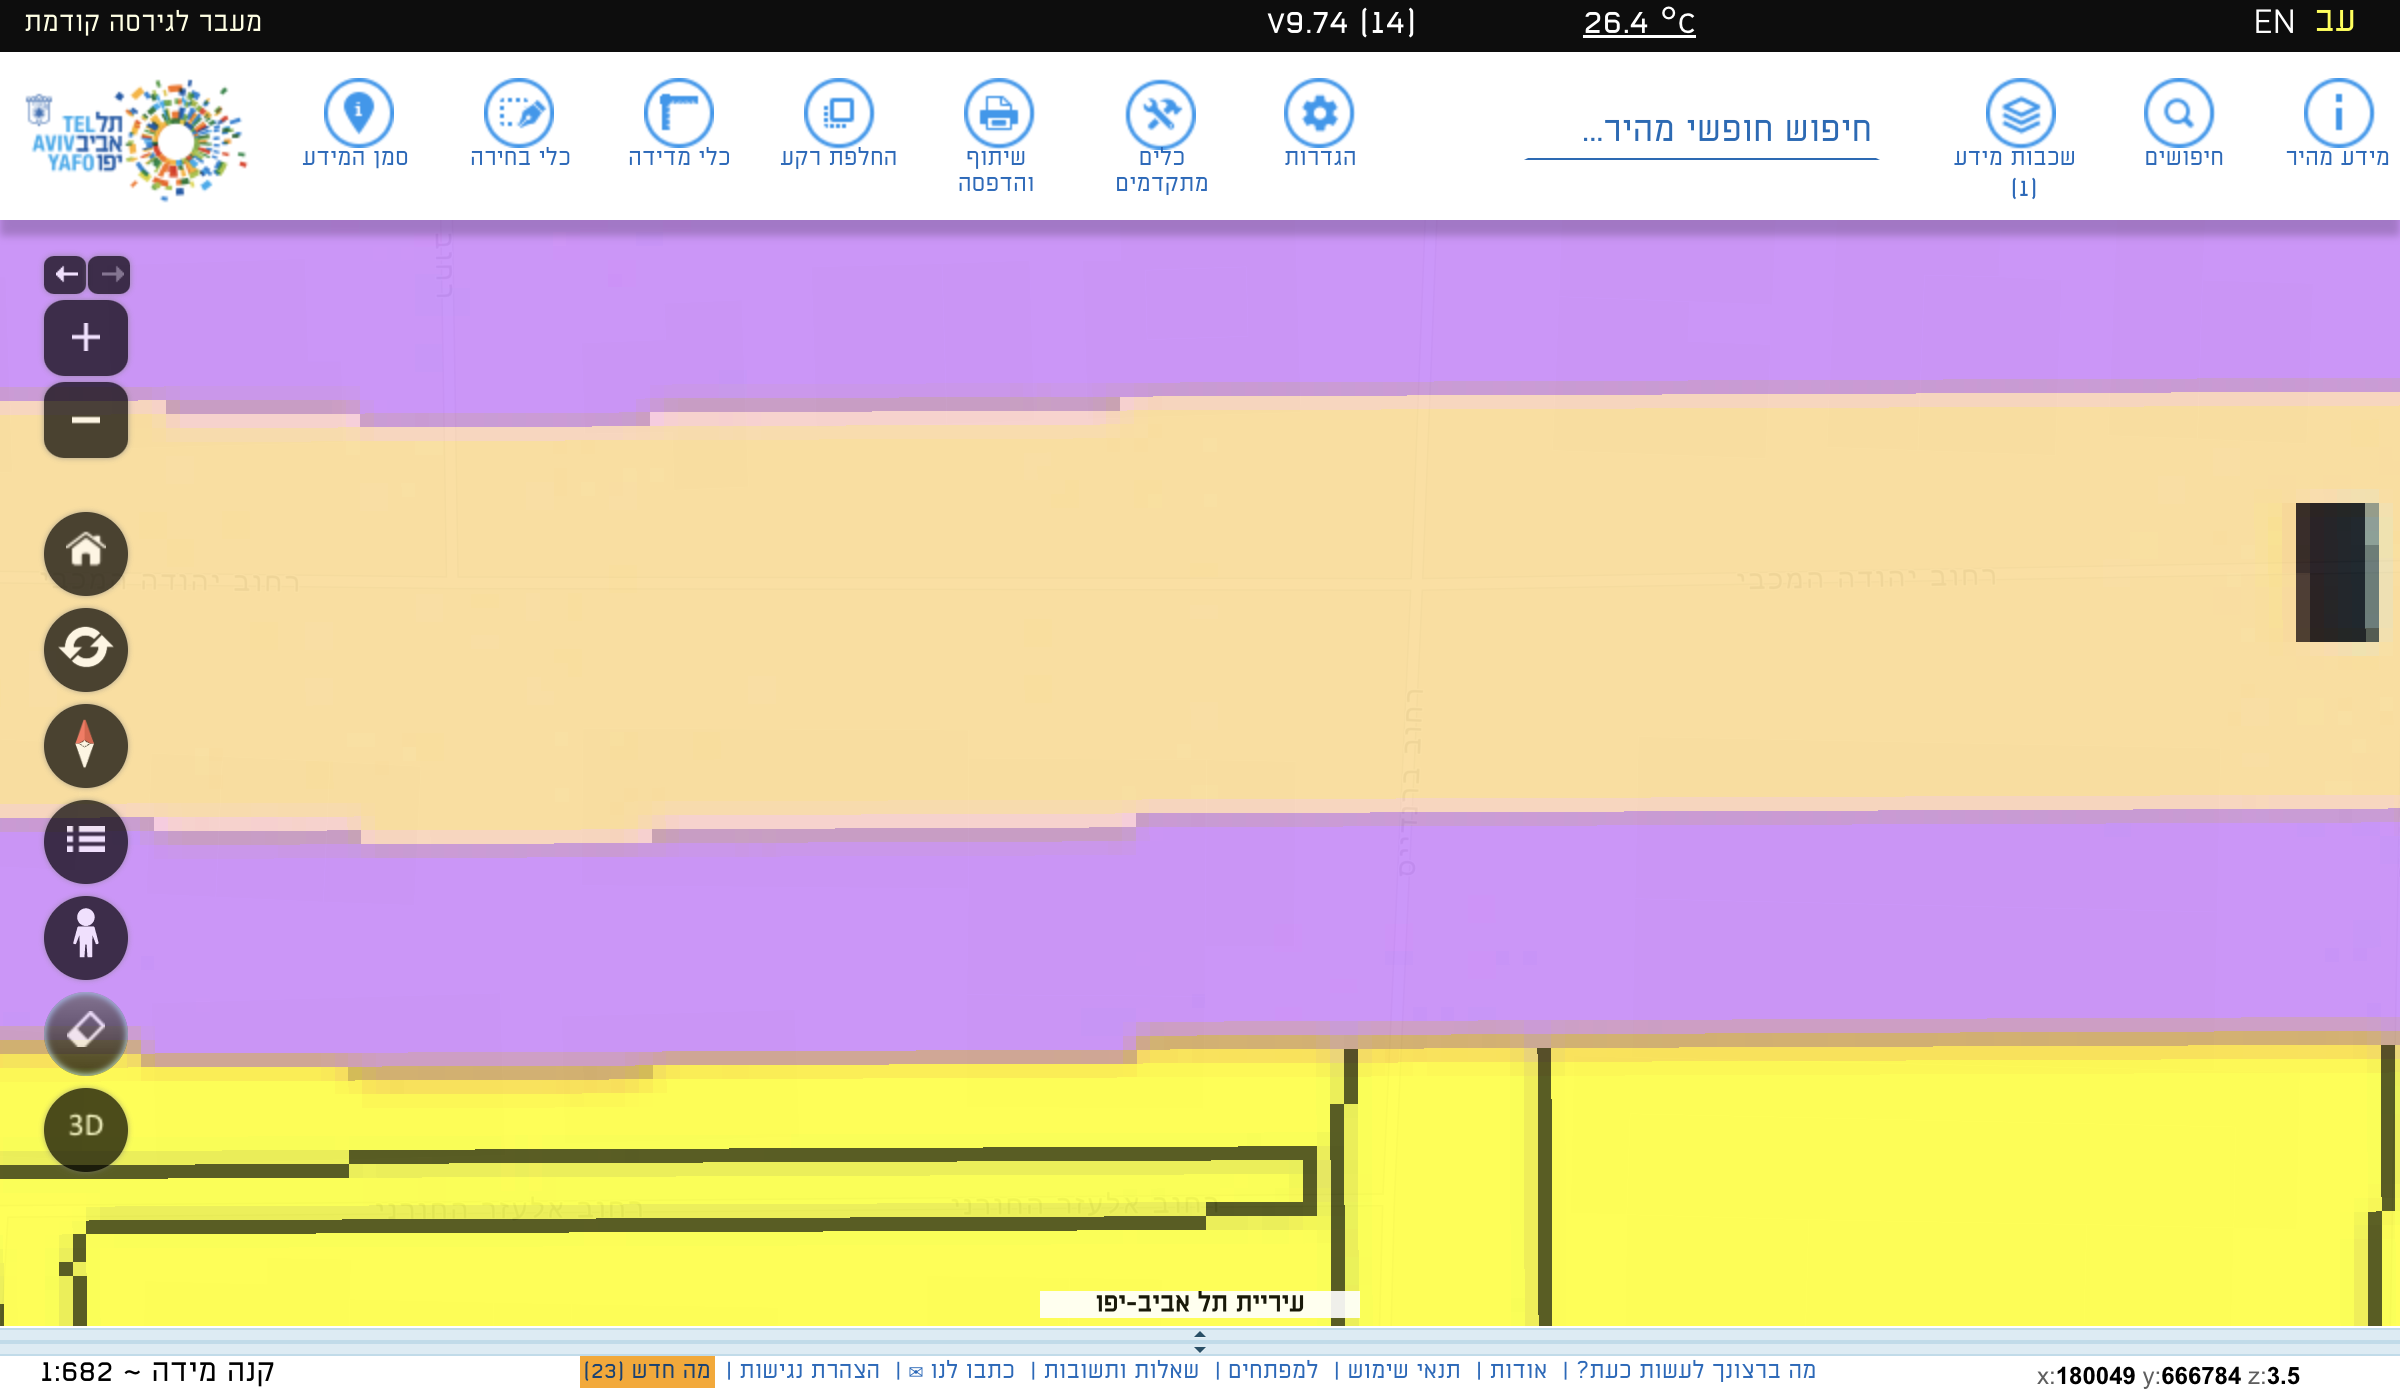 עב EN
26.4 °C
V9.74 (14)
מעבר לגירסה קודמת
מידע מהיר
חיפושים
שכבות מידע
(1)
חיפוש חופשי מהיר...
הגדרות
כלים
מתקדמים
שיתוף
והדפסה
החלפת רקע
כלי מדידה
כלי בחירה
סמן המידע
תל TEL
אביב AVIV
יפו YAFO
רחוב יהודה המכבי
רחוב יהודה המכבי
רחוב ברנדייס
3D
רחוב אלעזר החורני
רחוב אלעזר החורני
עיריית תל אביב-יפו
x:180049 y:666784 z:3.5
מה ברצונך לעשות כעת? | אודות | תנאי שימוש | למפתחים | שאלות ותשובות | כתבו לנו ✉ | הצהרת נגישות | מה חדש (23)
קנה מידה ~ 1:682